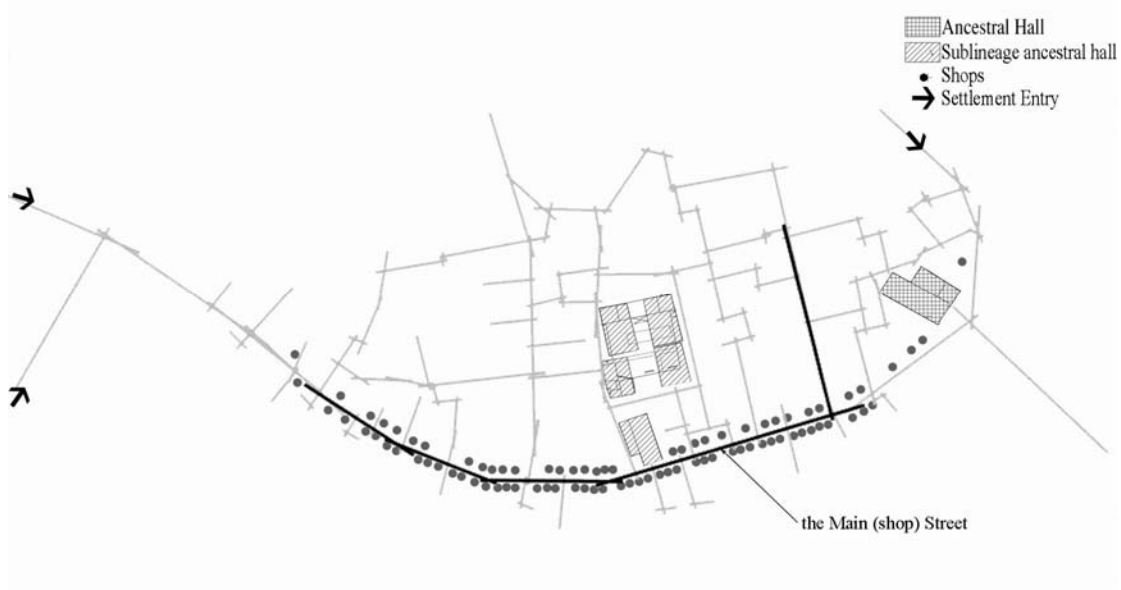 Ancestral Hall
Sublineage ancestral hall
Shops
Settlement Entry
the Main (shop) Street